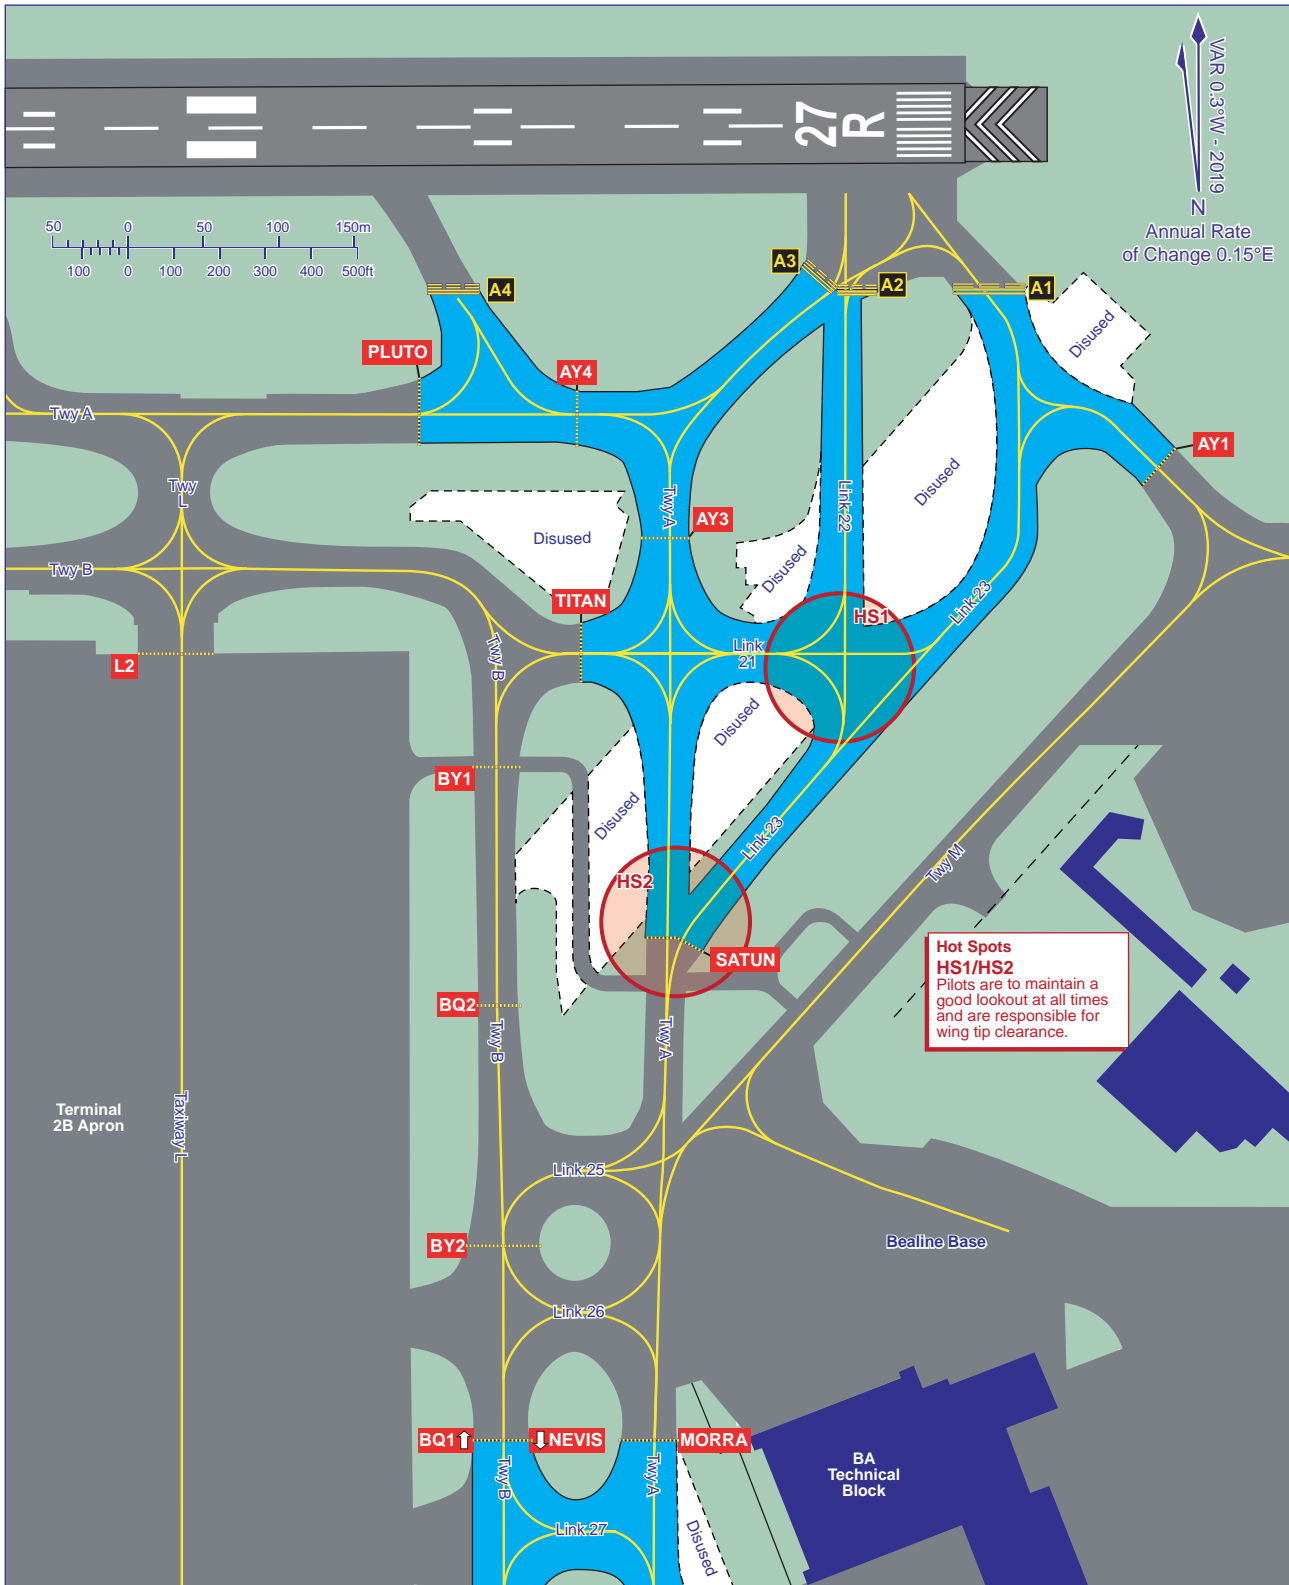 27
R
VAR 0.3°W - 2019
N
Annual Rate
of Change 0.15°E
50 0 50 100 150m
100 0 100 200 300 400 500ft
A3
A2
A1
A4
Disused
PLUTO
AY4
Twy A
AY1
Twy
L
Disused
Link 22
Twy A
AY3
Disused
Twy B
Disused
TITAN
Link 23
HS1
Link
21
Twy B
L2
Disused
BY1
Disused
Link 23
Twy M
HS2
SATUN
Hot Spots
HS1/HS2
Pilots are to maintain a
good lookout at all times
and are responsible for
wing tip clearance.
BQ2
Twy B
Twy A
Terminal
2B Apron
Taxiway L
Link 25
BY2
Bealine Base
Link 26
BQ1
NEVIS
MORRA
Twy B
Twy A
BA
Technical
Block
Link 27
Disused